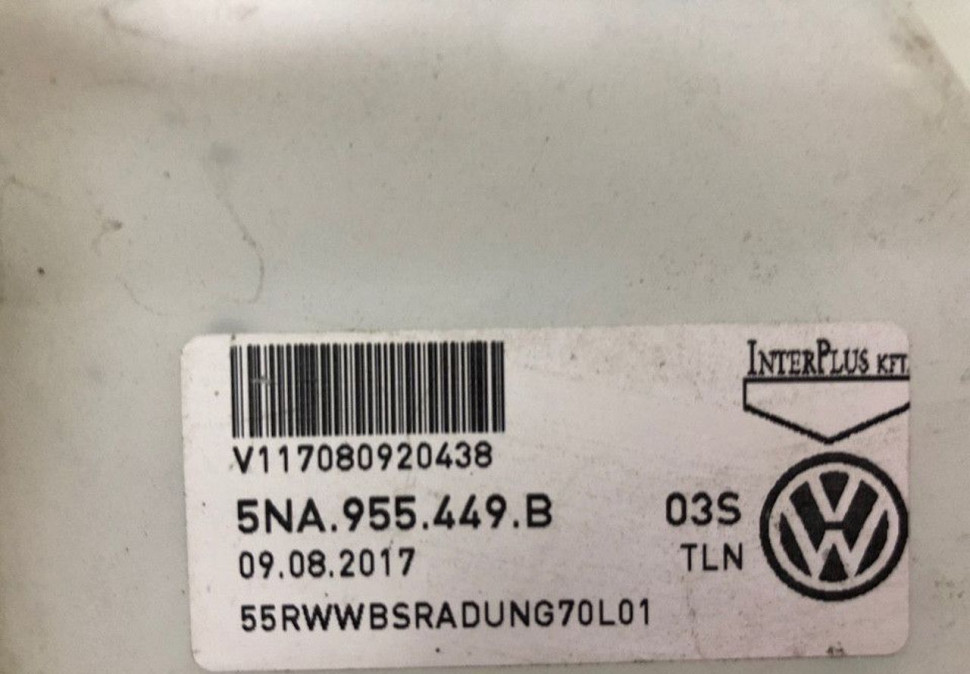 INTERPLUS KFT.
V117080920438
5NA.955.449.B 03S
09.08.2017 TLN
55RWWBSRADUNG70L01